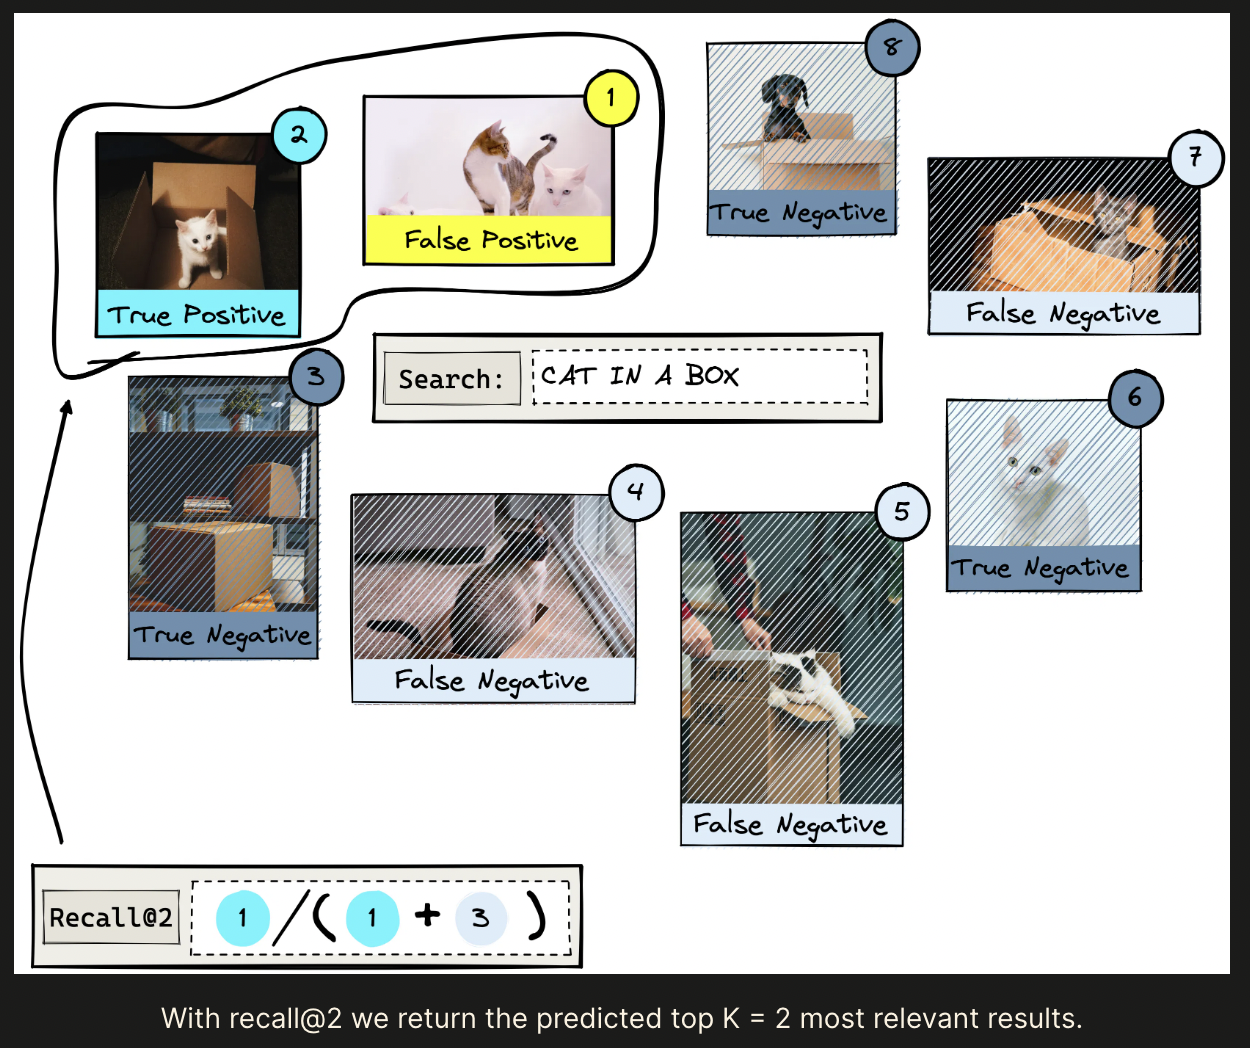 8
1
2
7
True Negative
False Positive
True Positive
False Negative
3
Search: CAT IN A BOX
6
4
5
True Negative
True Negative
False Negative
False Negative
Recall@2 1 / ( 1 + 3 )
With recall@2 we return the predicted top K = 2 most relevant results.